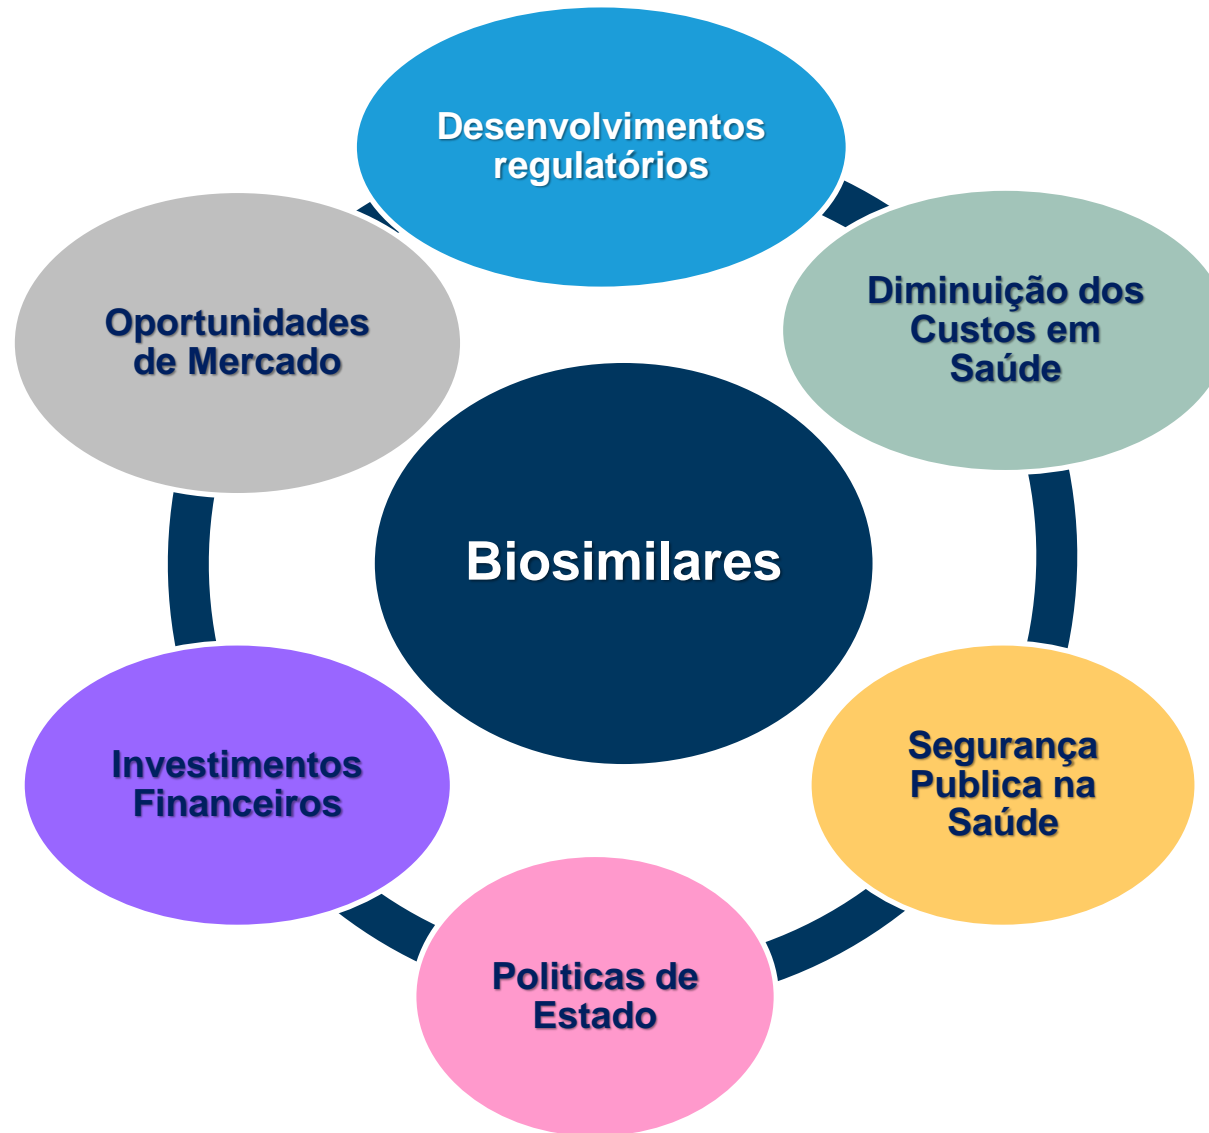 Desenvolvimentos
regulatórios
Diminuição dos
Custos em
Saúde
Oportunidades
de Mercado
Biosimilares
Segurança
Publica na
Saúde
Investimentos
Financeiros
Politicas de
Estado